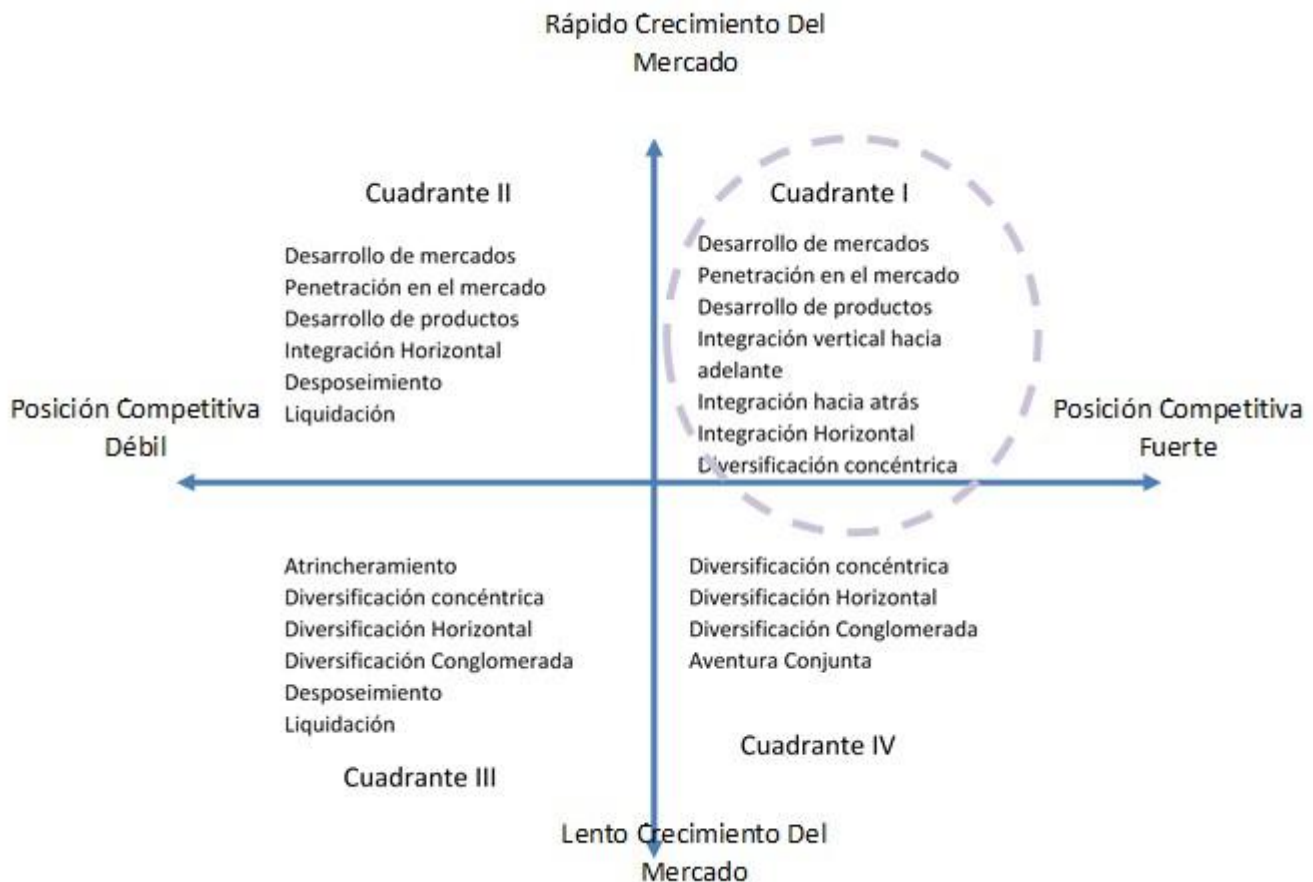 Rápido Crecimiento Del
Mercado
Cuadrante II
Desarrollo de mercados
Penetración en el mercado
Desarrollo de productos
Integración Horizontal
Desposeimiento
Liquidación
Cuadrante I
Desarrollo de mercados
Penetración en el mercado
Desarrollo de productos
Integración vertical hacia
adelante
Integración hacia atrás
Integración Horizontal
Diversificación concéntrica
Posición Competitiva
Débil
Posición Competitiva
Fuerte
Atrincheramiento
Diversificación concéntrica
Diversificación Horizontal
Diversificación Conglomerada
Desposeimiento
Liquidación
Cuadrante III
Diversificación concéntrica
Diversificación Horizontal
Diversificación Conglomerada
Aventura Conjunta
Cuadrante IV
Lento Crecimiento Del
Mercado